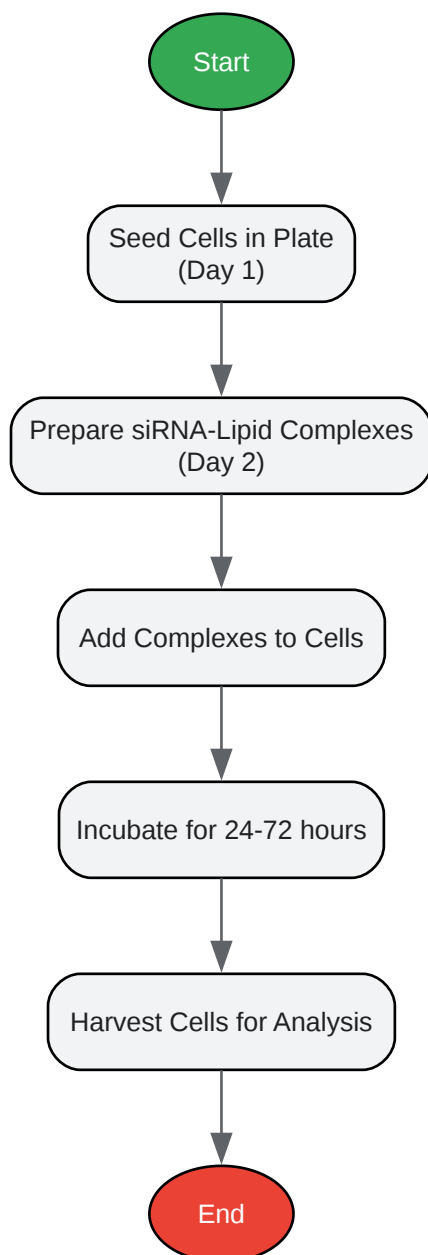 Start
Seed Cells in Plate
(Day 1)
Prepare siRNA-Lipid Complexes
(Day 2)
Add Complexes to Cells
Incubate for 24-72 hours
Harvest Cells for Analysis
End